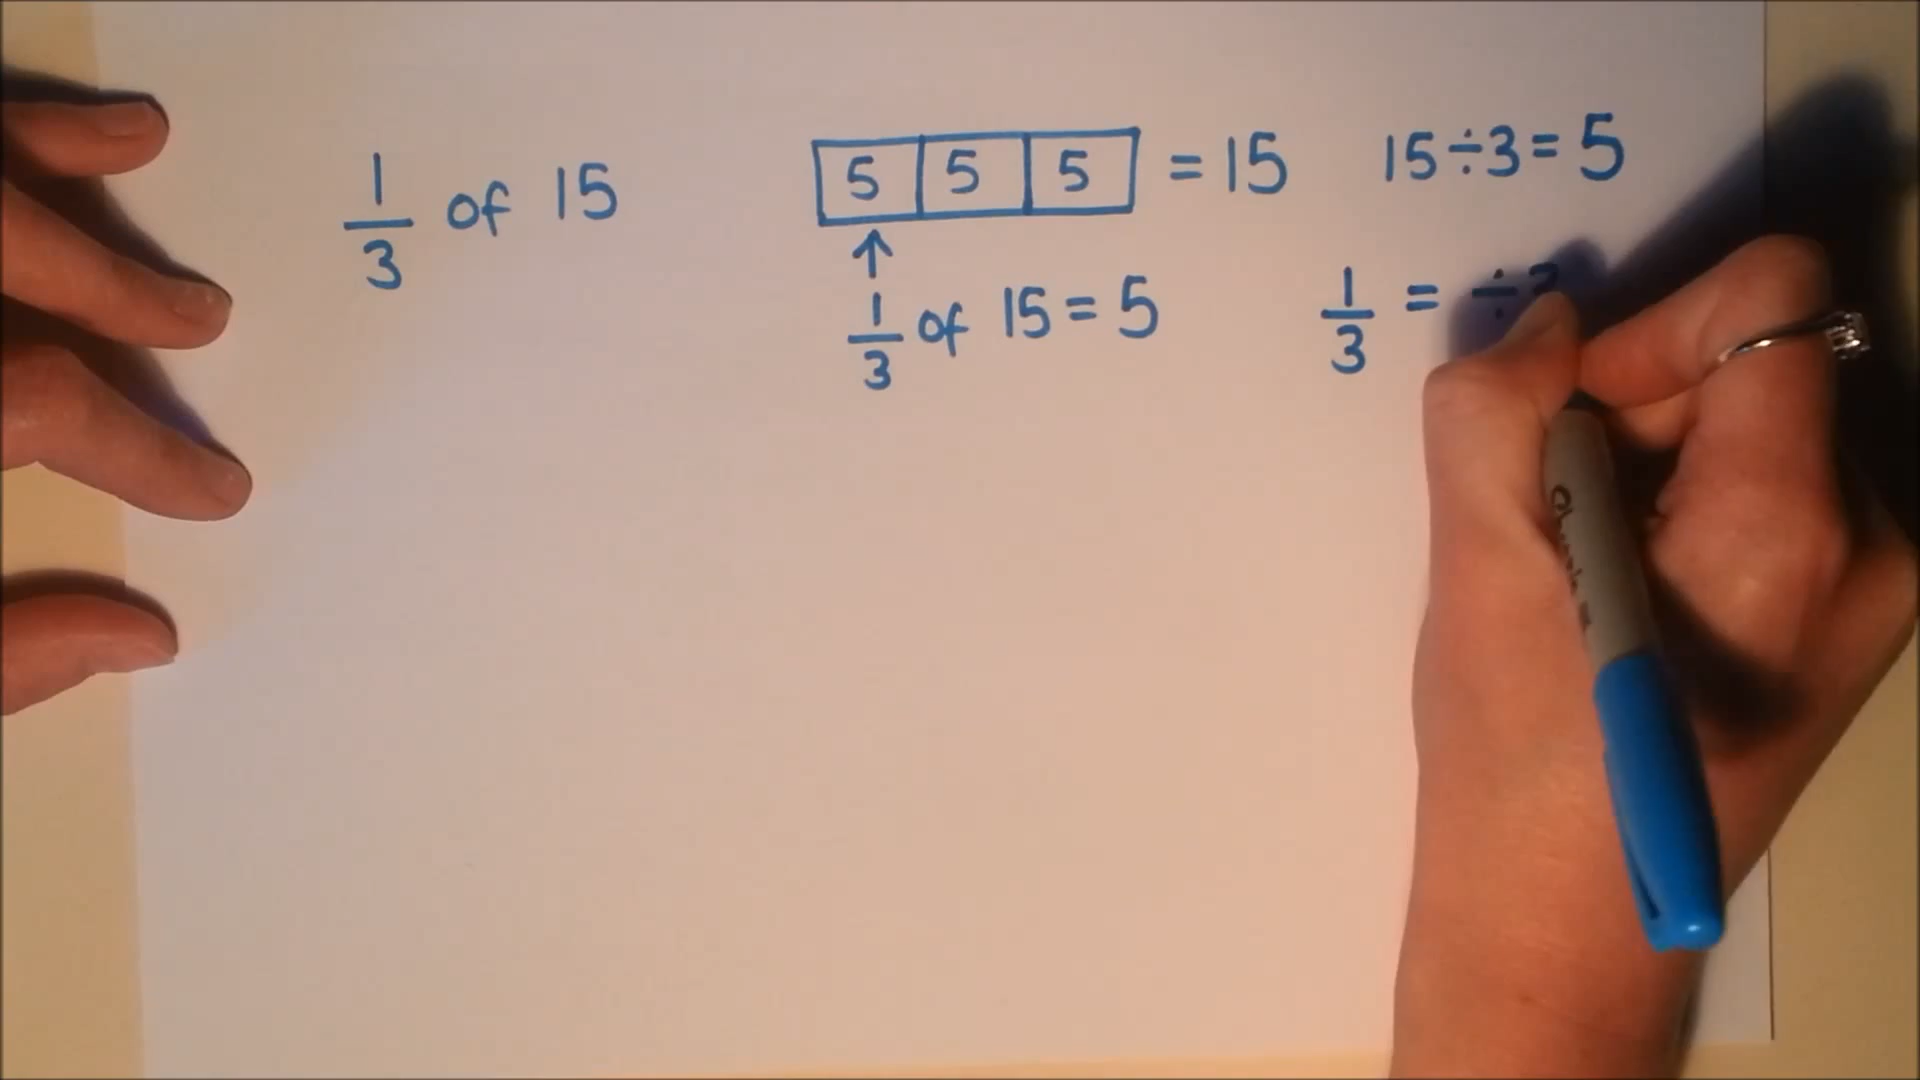 1/3 of 15
5 5 5 = 15
15 ÷ 3 = 5
1/3 of 15 = 5
1/3 = ÷